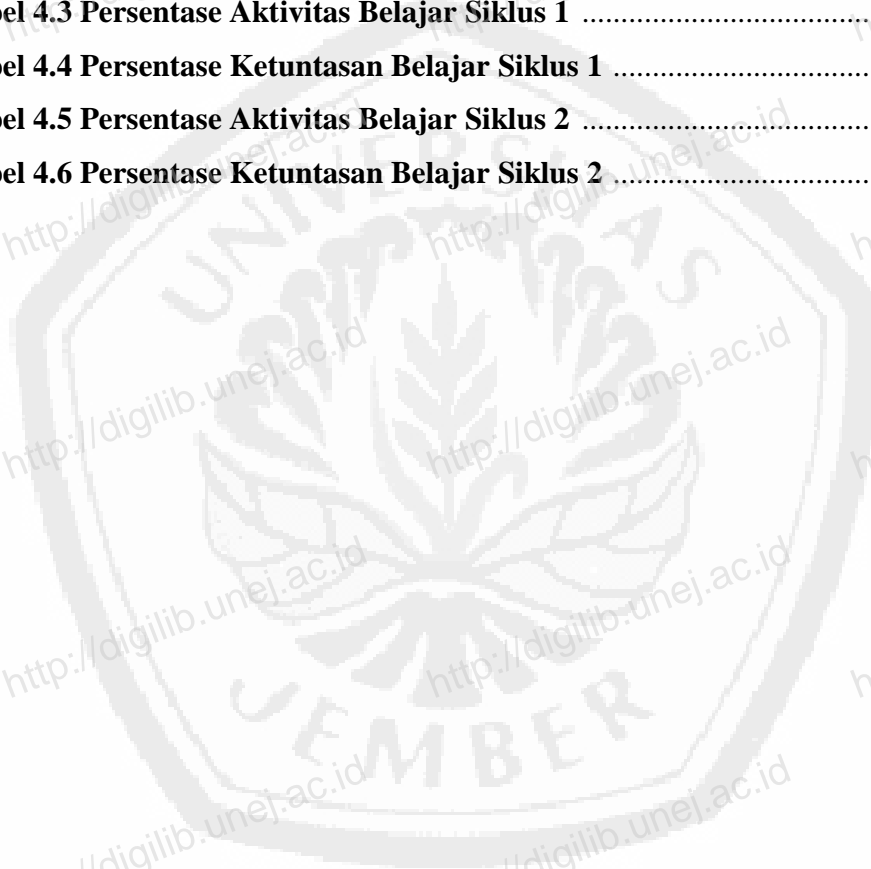 bel 4.3 Persentase Aktivitas Belajar Siklus 1 ........................................
bel 4.4 Persentase Ketuntasan Belajar Siklus 1 ....................................
bel 4.5 Persentase Aktivitas Belajar Siklus 2 ........................................
bel 4.6 Persentase Ketuntasan Belajar Siklus 2 ....................................
UNIVERSITAS
JEMBER
http://digilib.unej.ac.id
http://digilib.unej.ac.id
http://digilib.unej.ac.id
http://digilib.unej.ac.id
http://digilib.unej.ac.id
http://digilib.unej.ac.id
//digilib.unej.ac.id
//digilib.unej.ac.id